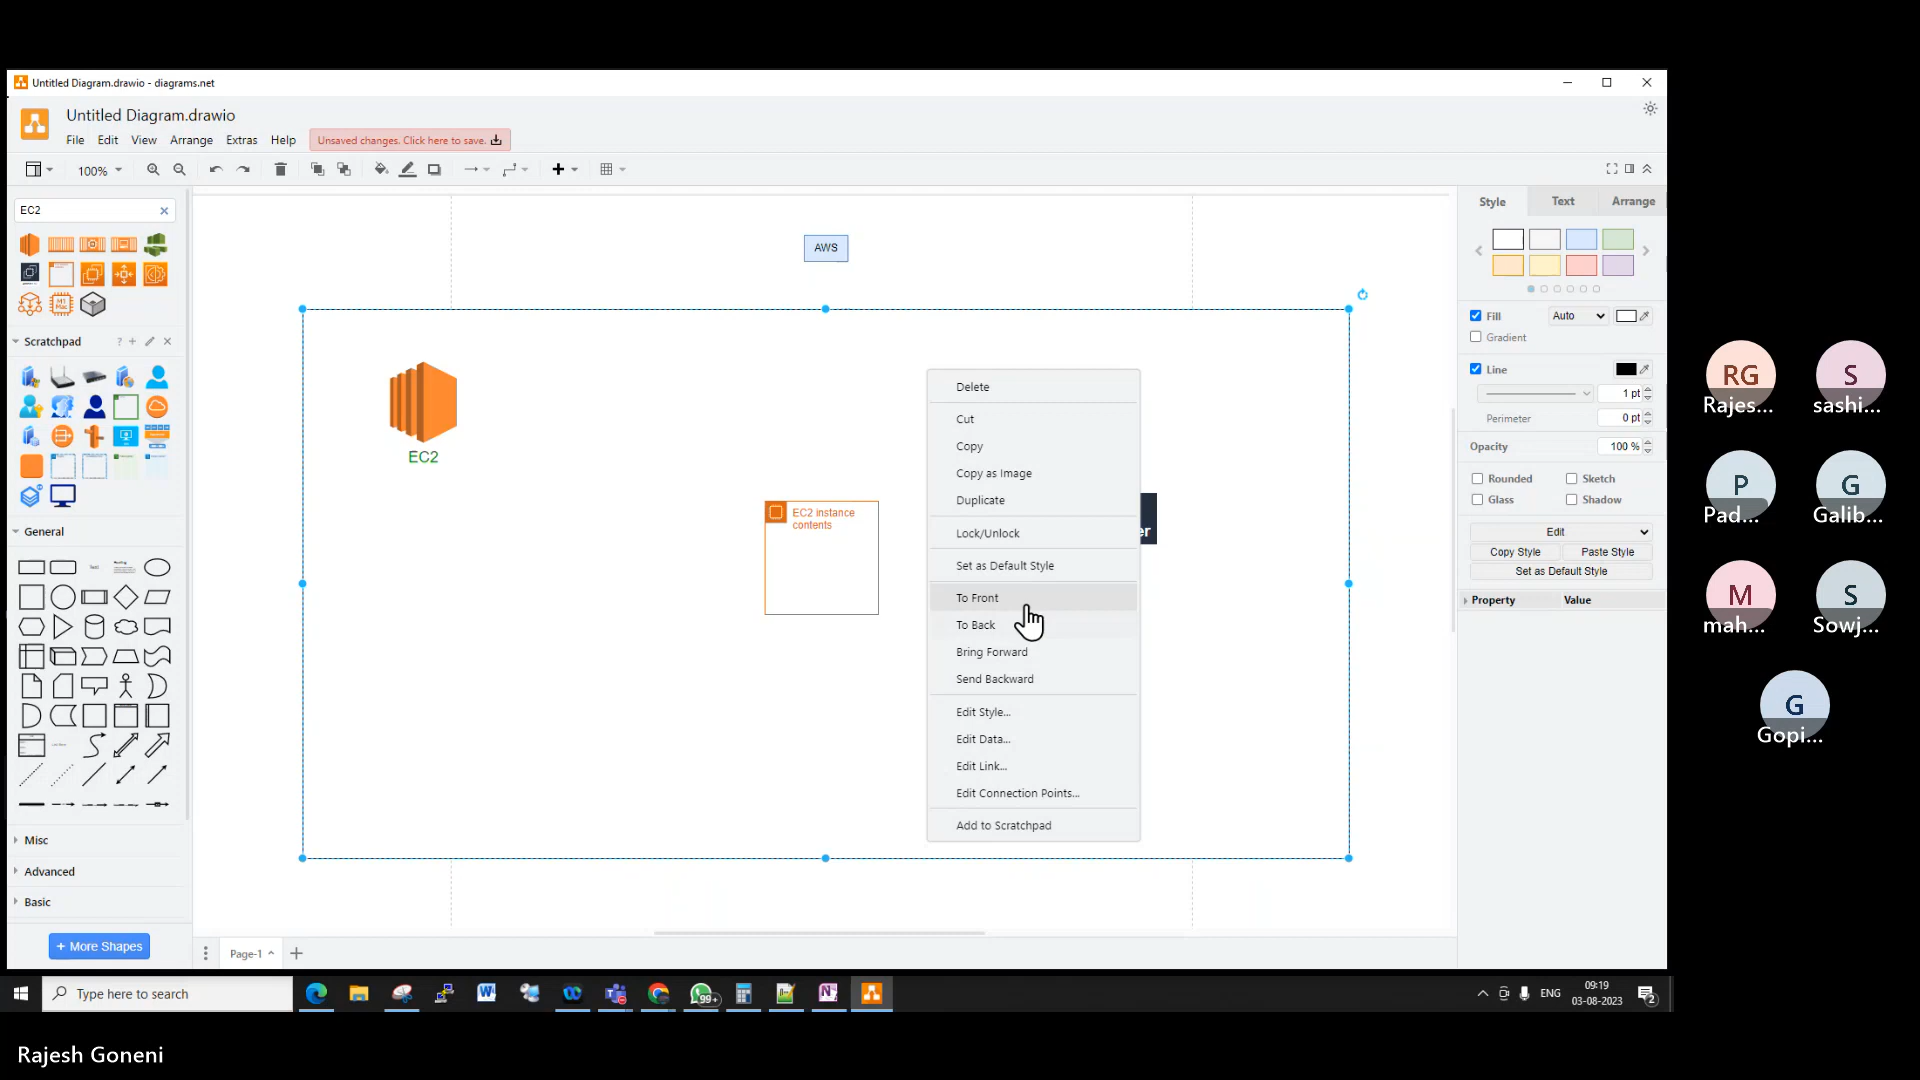 Untitled Diagram.drawio - diagrams.net
Untitled Diagram.drawio
File Edit View Arrange Extras Help Unsaved changes. Click here to save.
100%
EC2
Scratchpad
? + ×
General
Text
Misc
Advanced
Basic
+ More Shapes
AWS
EC2
EC2 instance
contents
er
Delete
Cut
Copy
Copy as Image
Duplicate
Lock/Unlock
Set as Default Style
To Front
To Back
Bring Forward
Send Backward
Edit Style...
Edit Data...
Edit Link...
Edit Connection Points...
Add to Scratchpad
Page-1
Style Text Arrange
Fill Auto
Gradient
Line
1 pt
Perimeter 0 pt
Opacity 100 %
Rounded Sketch
Glass Shadow
Edit
Copy Style Paste Style
Set as Default Style
Property Value
RG S
Rajes... sashi...
P G
Pad... Galib...
M S
mah... Sowj...
G
Gopi...
Type here to search
99+
ENG
09:19
03-08-2023
2
Rajesh Goneni